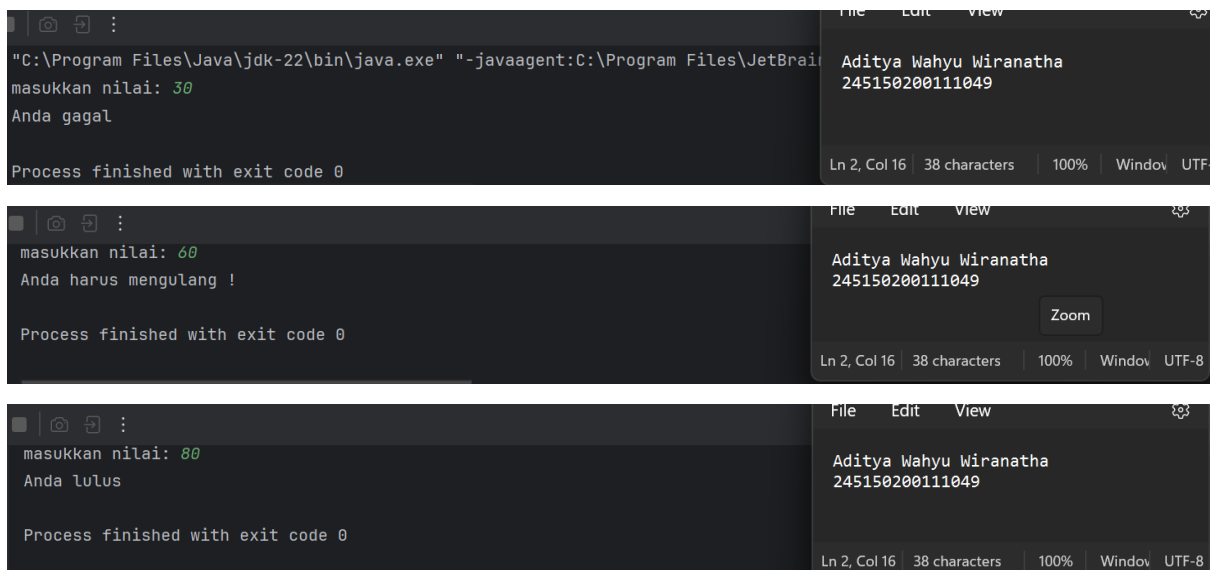 File Edit View
"C:\Program Files\Java\jdk-22\bin\java.exe" "-javaagent:C:\Program Files\JetBrai
masukkan nilai: 30
Anda gagal
Process finished with exit code 0
Aditya Wahyu Wiranatha
245150200111049
Ln 2, Col 16 38 characters 100% Window UTF-
File Edit View
masukkan nilai: 60
Anda harus mengulang !
Process finished with exit code 0
Aditya Wahyu Wiranatha
245150200111049
Zoom
Ln 2, Col 16 38 characters 100% Window UTF-8
File Edit View
masukkan nilai: 80
Anda lulus
Process finished with exit code 0
Aditya Wahyu Wiranatha
245150200111049
Ln 2, Col 16 38 characters 100% Window UTF-8